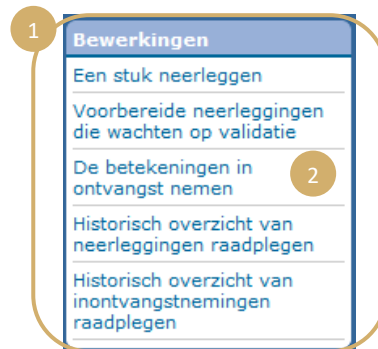 1
Bewerkingen
Een stuk neerleggen
Voorbereide neerleggingen
die wachten op validatie
De betekeningen in
ontvangst nemen
2
Historisch overzicht van
neerleggingen raadplegen
Historisch overzicht van
inontvangstnemingen
raadplegen